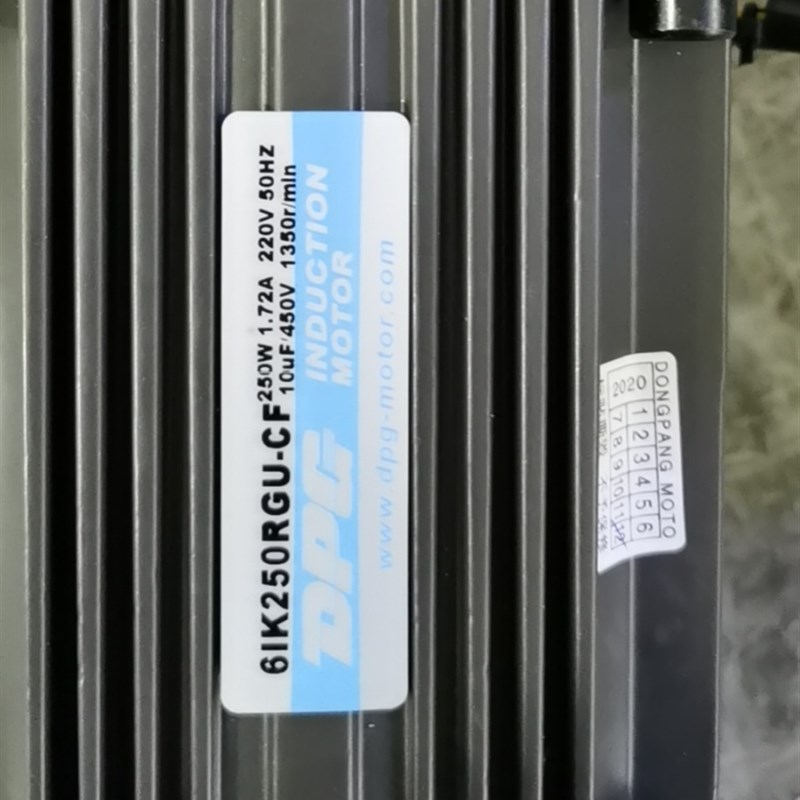 6IK250RGU-CF
250W 1.72A 220V 50HZ
10uF/450V 1350r/min
DPG
INDUCTION
MOTOR
www.dpg-motor.com
DONGPANG MOTO
2020
1 2 3 4 5 6
7 8 9 10 11 12